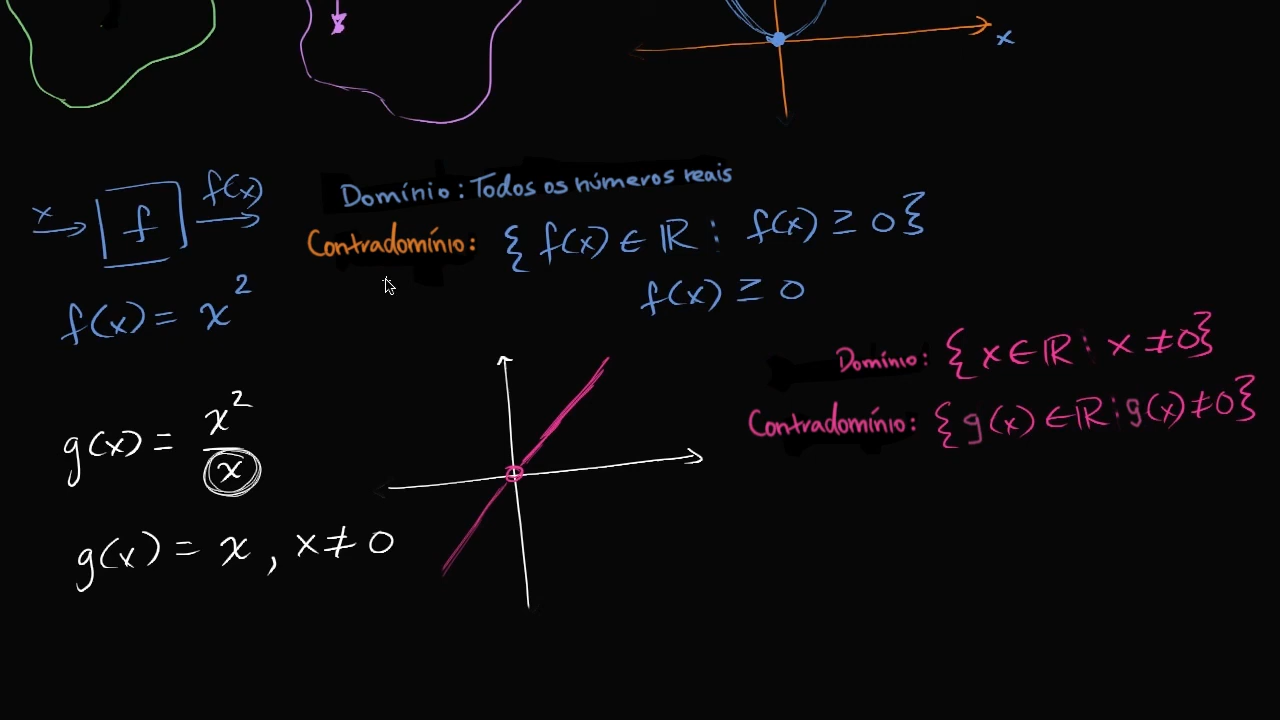 x
x f f(x)
Domínio: Todos os números reais
Contradomínio: { f(x) ∈ ℝ : f(x) ≥ 0}
f(x) = x²
f(x) ≥ 0
Domínio: { x ∈ ℝ : x ≠ 0}
Contradomínio: { g(x) ∈ ℝ : g(x) ≠ 0}
g(x) = x²/x
g(x) = x , x ≠ 0